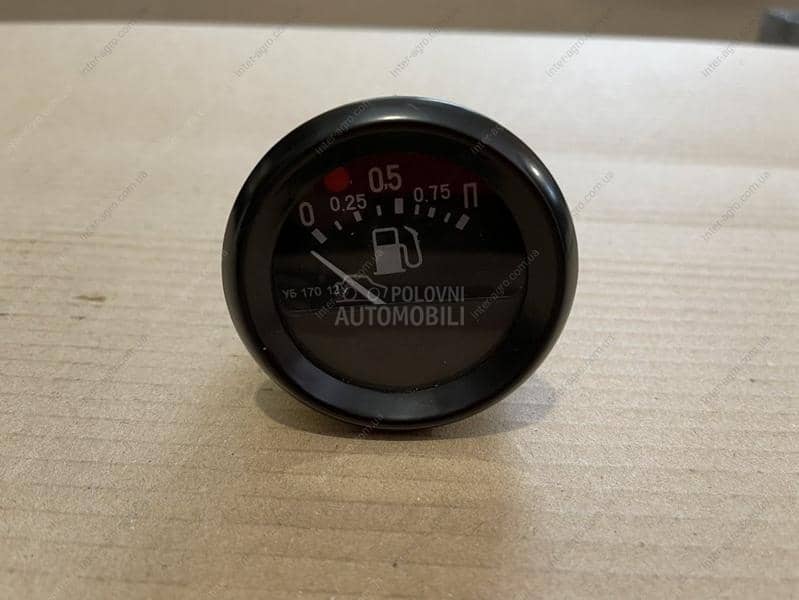 0 0.25 0,5 0.75 П
УБ 170 12V
POLOVNI
AUTOMOBILI
inter-agro.com.ua